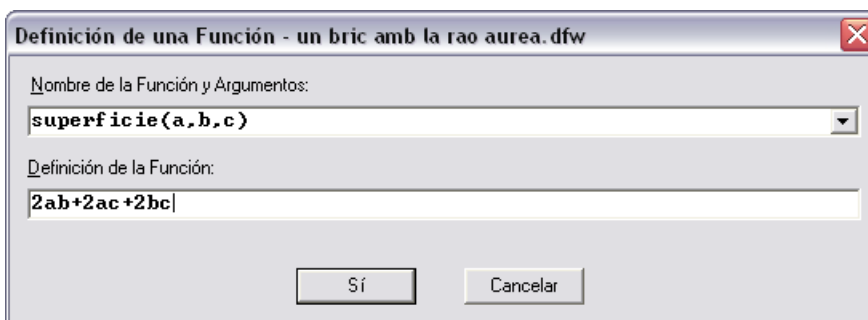 Definición de una Función - un bric amb la rao aurea.dfw
Nombre de la Función y Argumentos:
superficie(a,b,c)
Definición de la Función:
2ab+2ac+2bc
Sí
Cancelar